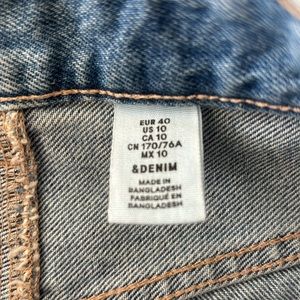 EUR 40
US 10
CA 10
CN 170/76A
MX 10
&DENIM
MADE IN
BANGLADESH
FABRIQUÉ EN
BANGLADESH